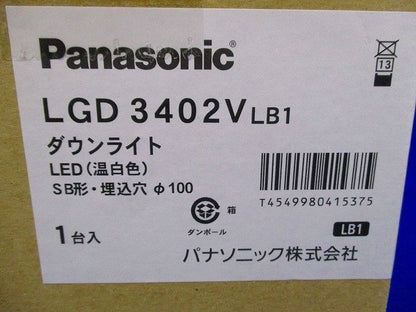 Panasonic®
LGD 3402V LB1
ダウンライト
LED(温白色)
SB形・埋込穴 φ100
1台入
13
T4549980415375
箱
ダンボール
LB1
パナソニック株式会社